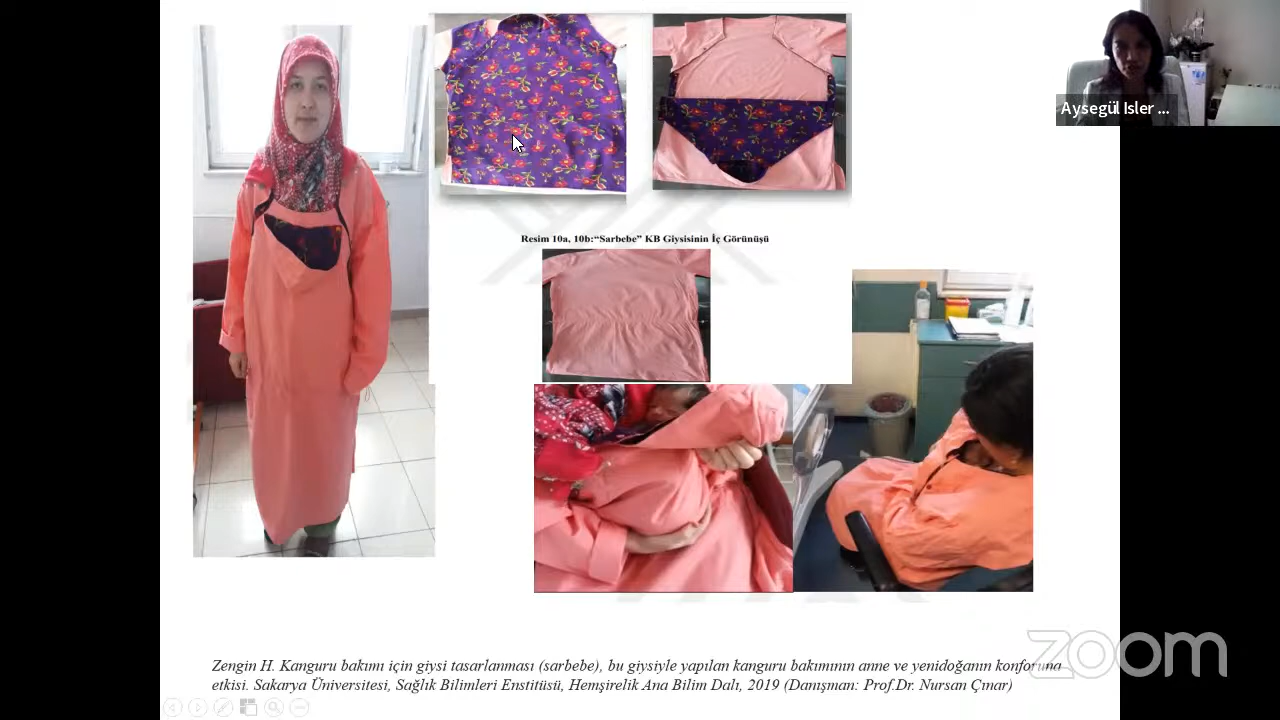 Aysegül Isler ...
Resim 10a, 10b:“Sarbebe” KB Giysisinin İç Görünüşü
Zengin H. Kanguru bakımı için giysi tasarlanması (sarbebe), bu giysiyle yapılan kanguru bakımının anne ve yenidoğanın konforuna
etkisi. Sakarya Üniversitesi, Sağlık Bilimleri Enstitüsü, Hemşirelik Ana Bilim Dalı, 2019 (Danışman: Prof.Dr. Nursan Çınar)
zoom